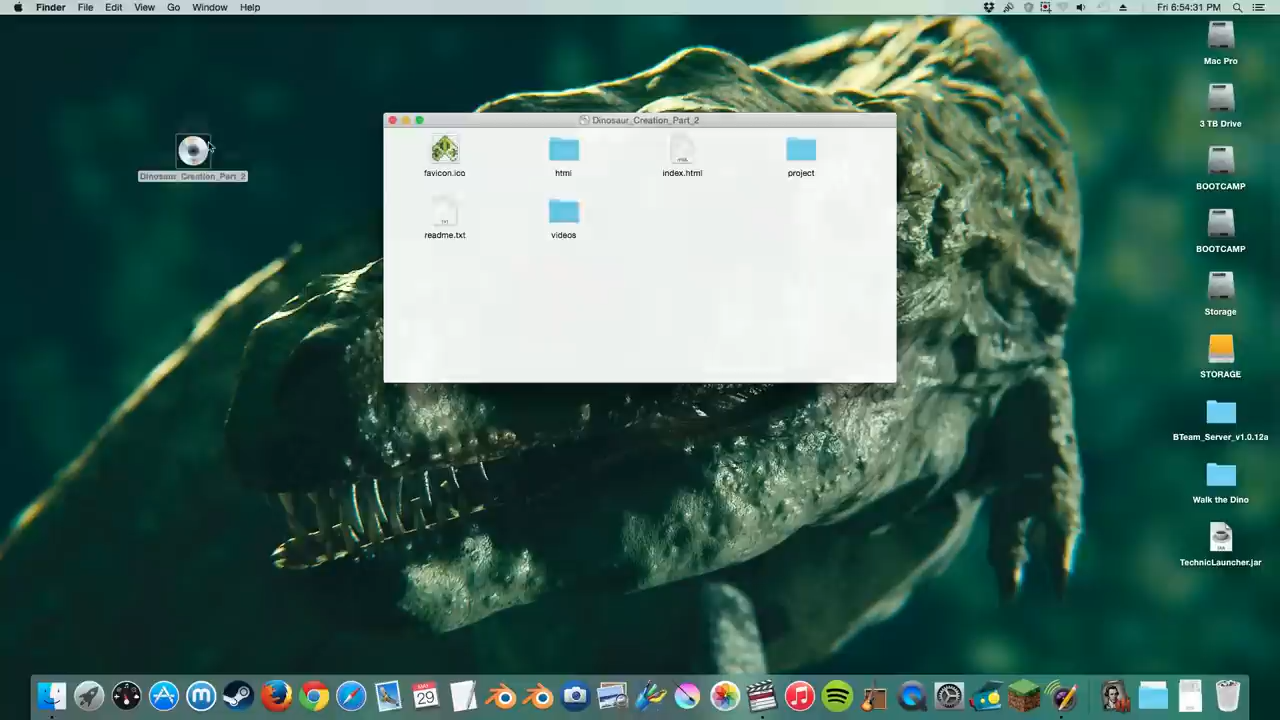 Finder File Edit View Go Window Help
Fri 6:54:31 PM
Mac Pro
3 TB Drive
BOOTCAMP
BOOTCAMP
Storage
STORAGE
BTeam_Server_v1.0.12a
Walk the Dino
TechnicLauncher.jar
Dinosaur_Creation_Part_2
Dinosaur_Creation_Part_2
favicon.ico
html
index.html
project
readme.txt
videos
TXT
29